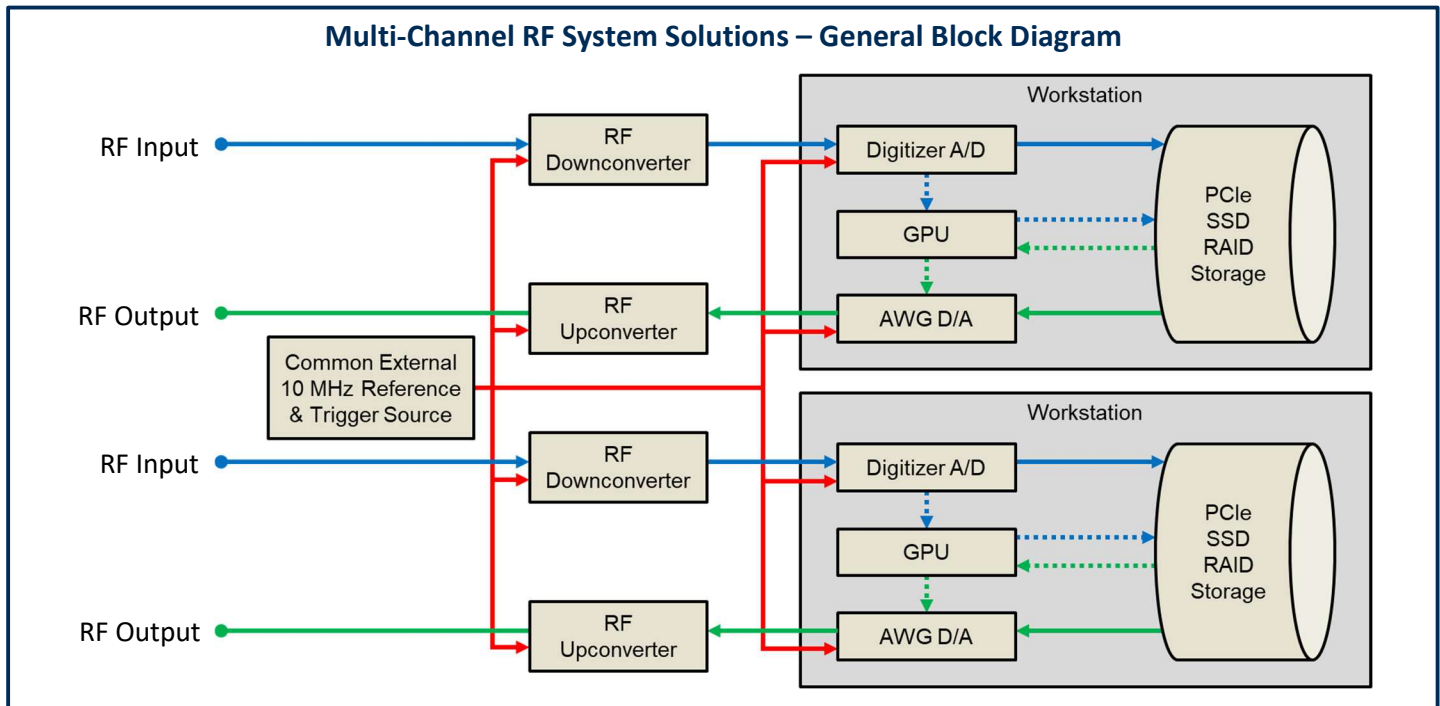 Multi-Channel RF System Solutions – General Block Diagram
Workstation
RF Input
RF
Downconverter
Digitizer A/D
GPU
PCIe
SSD
RAID
Storage
RF Output
RF
Upconverter
AWG D/A
Common External
10 MHz Reference
& Trigger Source
Workstation
RF Input
RF
Downconverter
Digitizer A/D
GPU
PCIe
SSD
RAID
Storage
RF Output
RF
Upconverter
AWG D/A